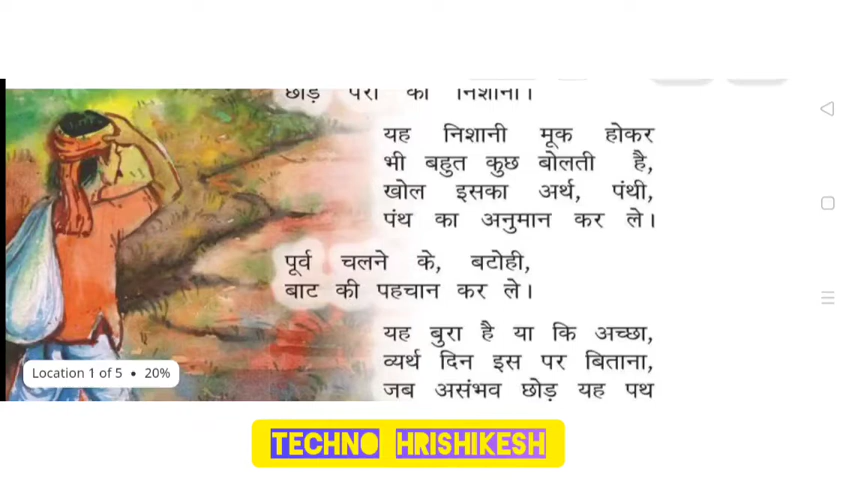 छोड़ पैरों की निशानी।
यह निशानी मूक होकर
भी बहुत कुछ बोलती है,
खोल इसका अर्थ, पंथी,
पंथ का अनुमान कर ले।
पूर्व चलने के, बटोही,
बाट की पहचान कर ले।
यह बुरा है या कि अच्छा,
व्यर्थ दिन इस पर बिताना,
जब असंभव छोड़ यह पथ
Location 1 of 5 • 20%
TECHNO HRISHIKESH